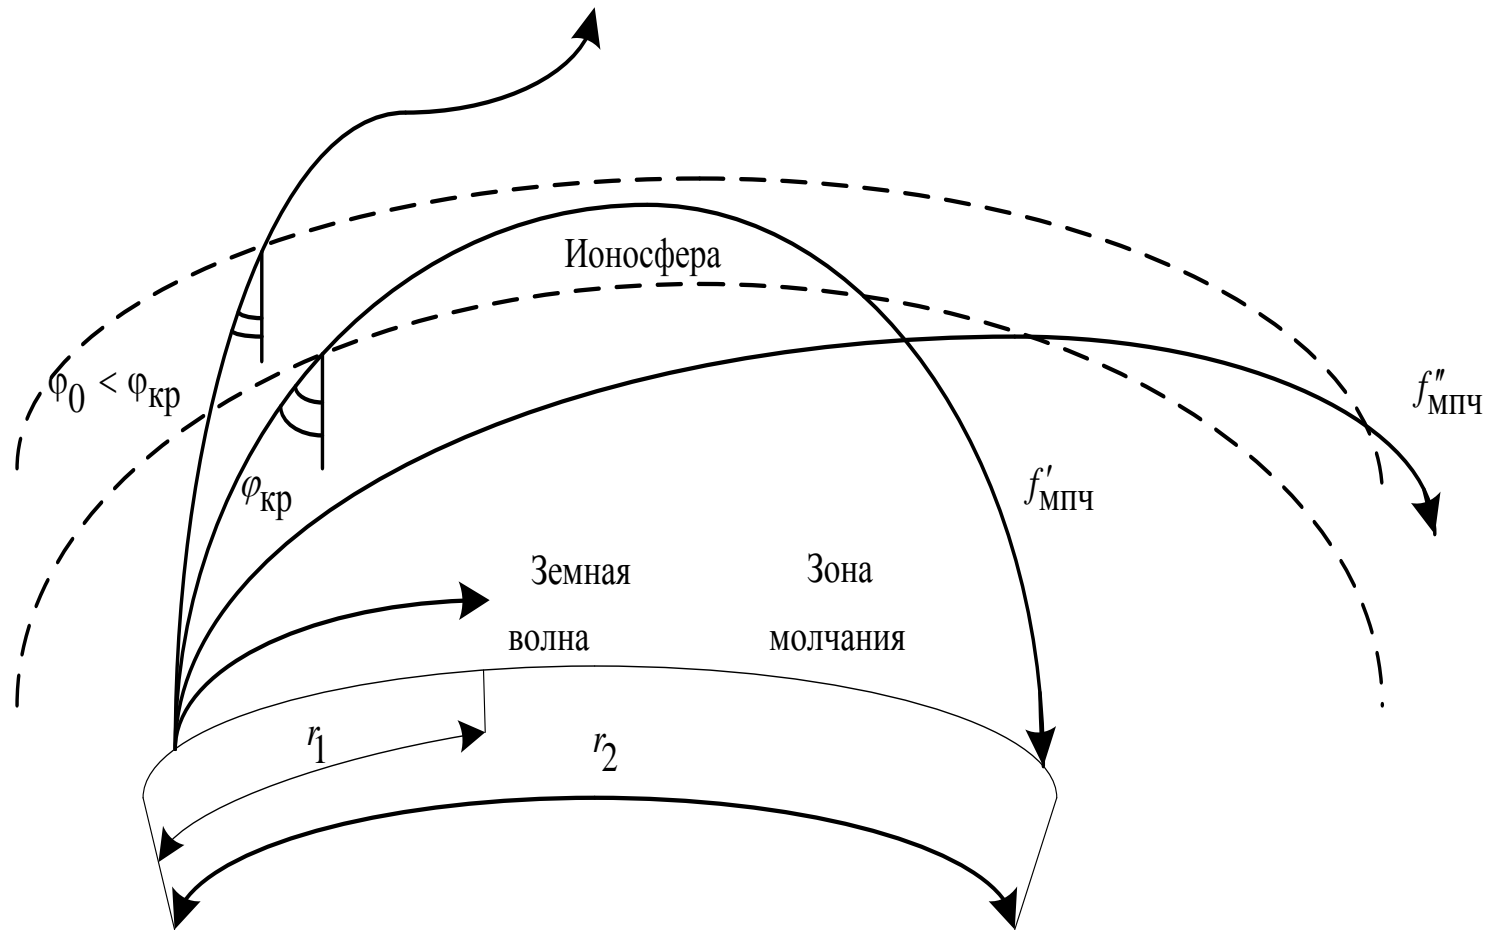 Ионосфера
φ₀ < φкр
f″мпч
φкр
f′мпч
Земная
волна
Зона
молчания
r₁
r₂